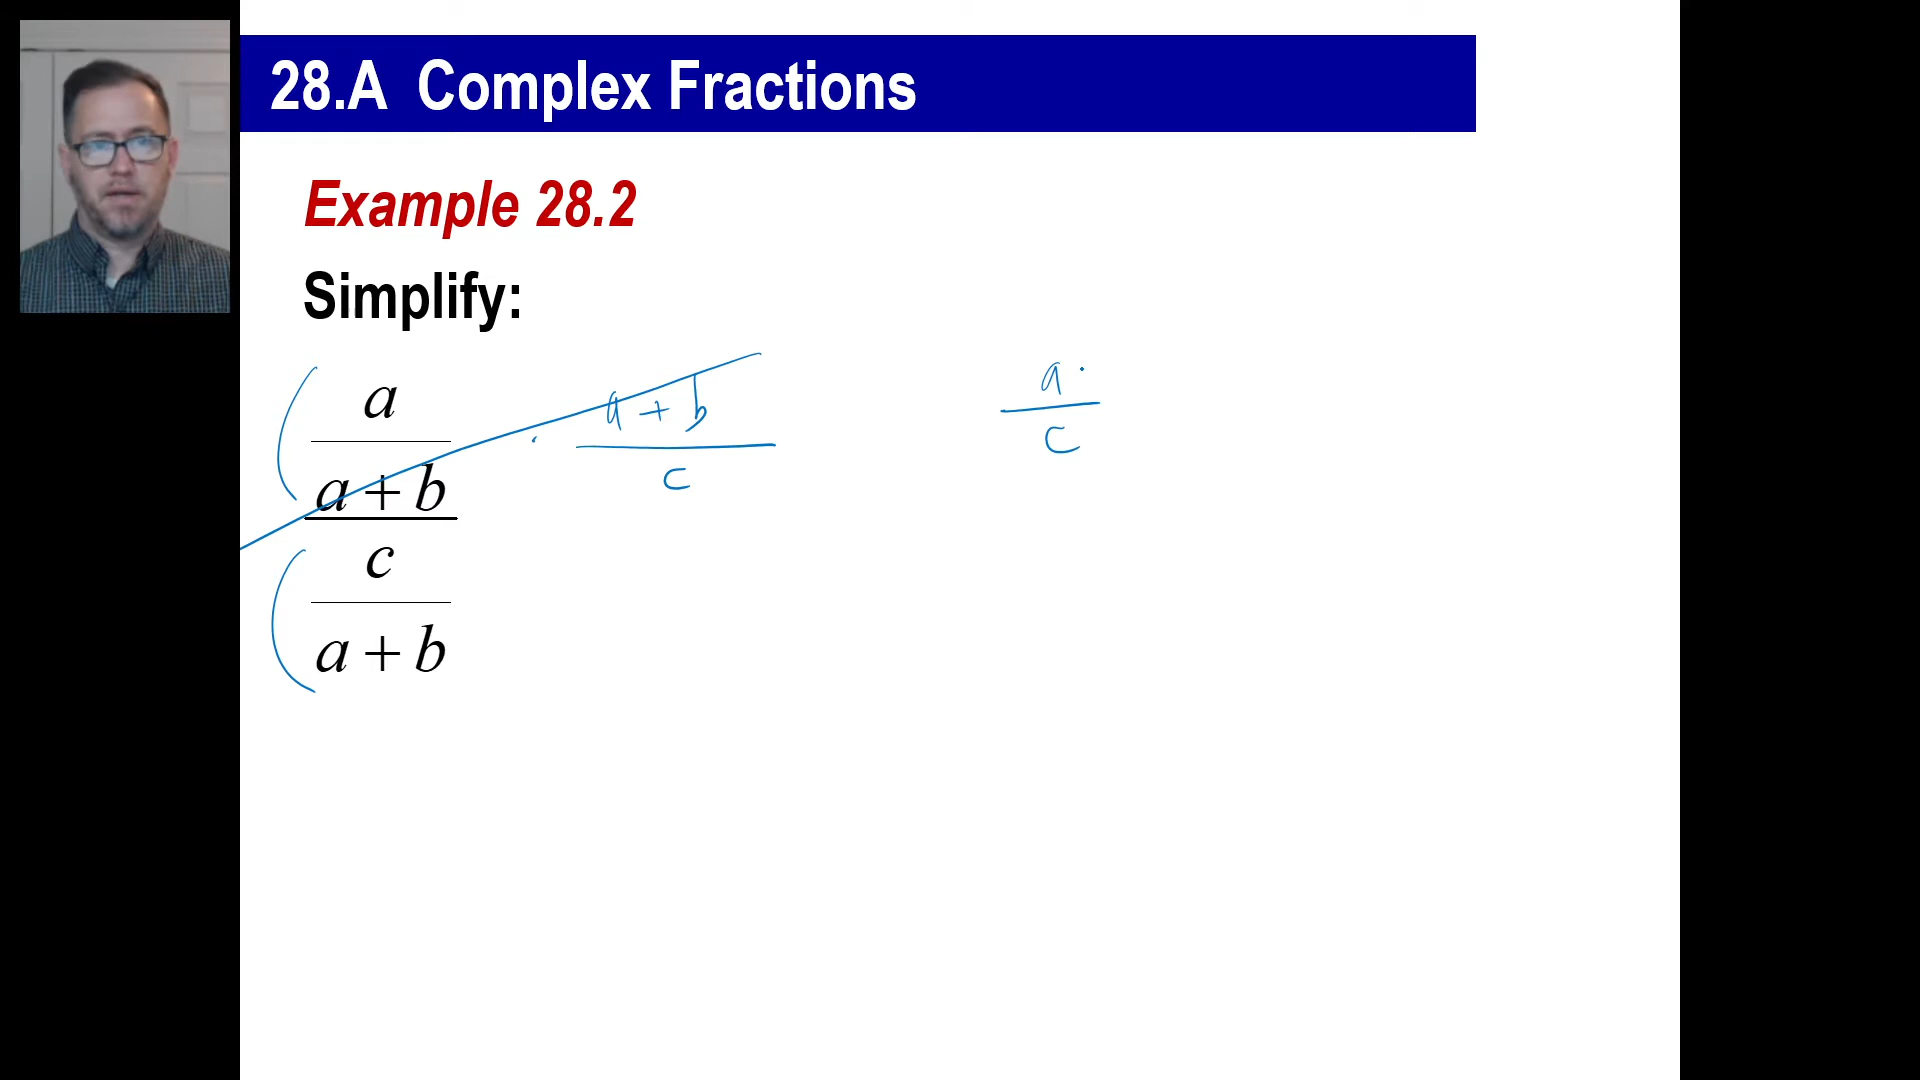 28.A Complex Fractions
Example 28.2
Simplify:
a
a + b
c
a + b
· a + b
c
a ·
c